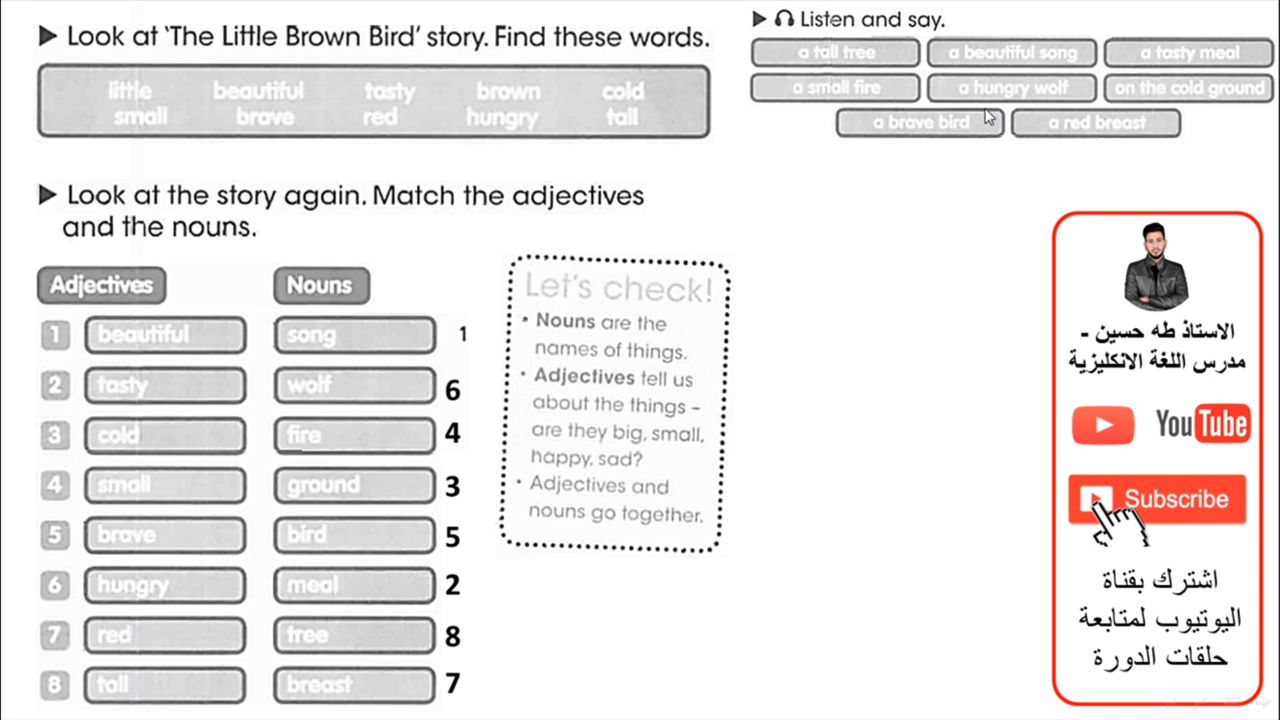 Look at 'The Little Brown Bird' story. Find these words.
little beautiful tasty brown cold
small brave red hungry tall
Listen and say.
a tall tree a beautiful song a tasty meal
a small fire a hungry wolf on the cold ground
a brave bird a red breast
Look at the story again. Match the adjectives
and the nouns.
Adjectives Nouns
1 beautiful song 1
2 tasty wolf 6
3 cold fire 4
4 small ground 3
5 brave bird 5
6 hungry meal 2
7 red tree 8
8 tall breast 7
Let's check!
• Nouns are the
names of things.
• Adjectives tell us
about the things –
are they big, small,
happy, sad?
• Adjectives and
nouns go together.
الاستاذ طه حسين -
مدرس اللغة الانكليزية
YouTube
Subscribe
اشترك بقناة
اليوتيوب لمتابعة
حلقات الدورة